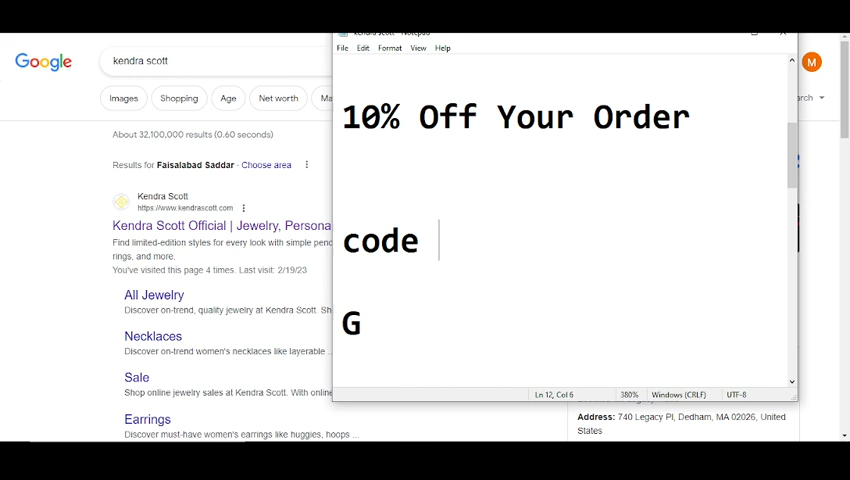 Google
kendra scott
Images
Shopping
Age
Net worth
About 32,100,000 results (0.60 seconds)
Results for Faisalabad Saddar · Choose area
Kendra Scott
https://www.kendrascott.com
Kendra Scott Official | Jewelry, Persona
Find limited-edition styles for every look with simple
rings, and more.
You've visited this page 4 times. Last visit: 2/19/23
All Jewelry
Discover on-trend, quality jewelry at Kendra Scott.
Necklaces
Discover on-trend women's necklaces like layerable ...
Sale
Shop online jewelry sales at Kendra Scott. With
Earrings
Discover must-have women's earrings like huggies, hoops ...
File Edit Format View Help
10% Off Your Order
code
G
Ln 12, Col 6
380%
Windows (CRLF)
UTF-8
M
Address: 740 Legacy Pl, Dedham, MA 02026, United
States